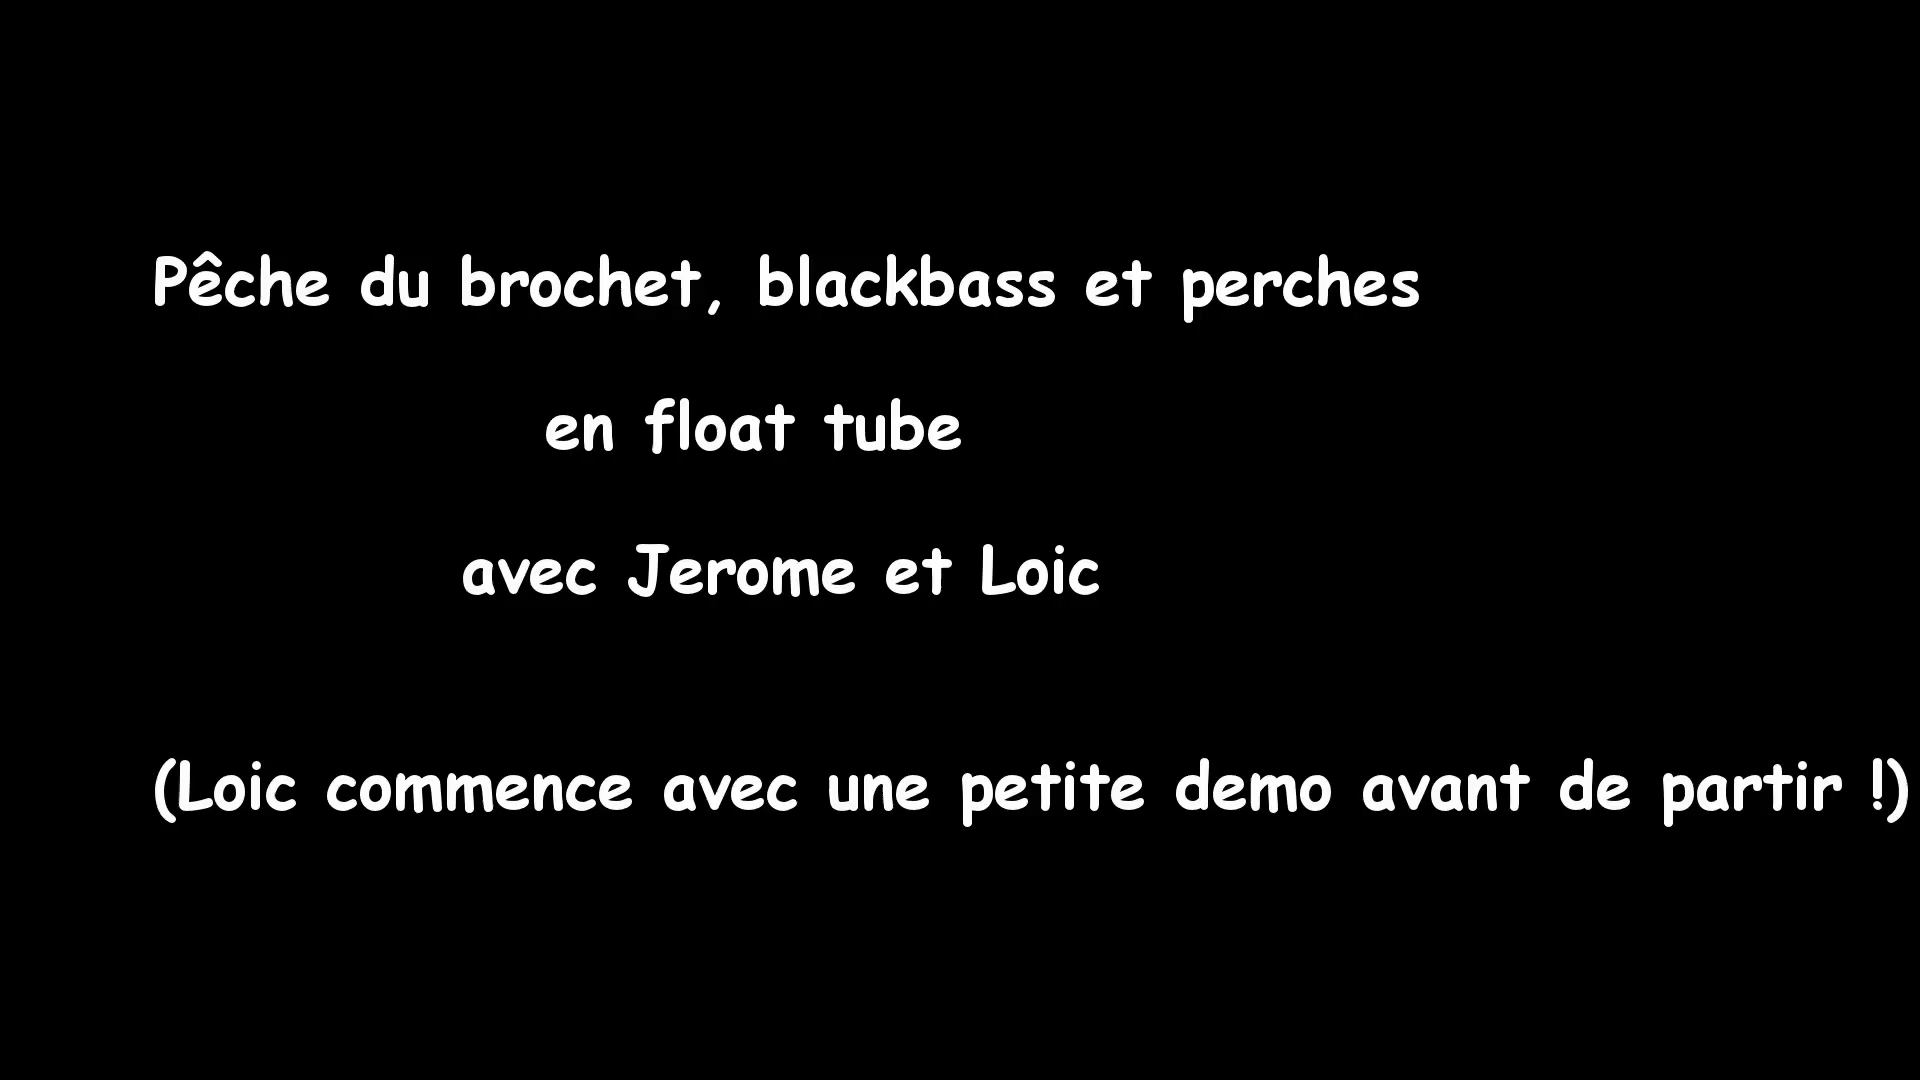 Pêche du brochet, blackbass et perches
en float tube
avec Jerome et Loic
(Loic commence avec une petite demo avant de partir !)